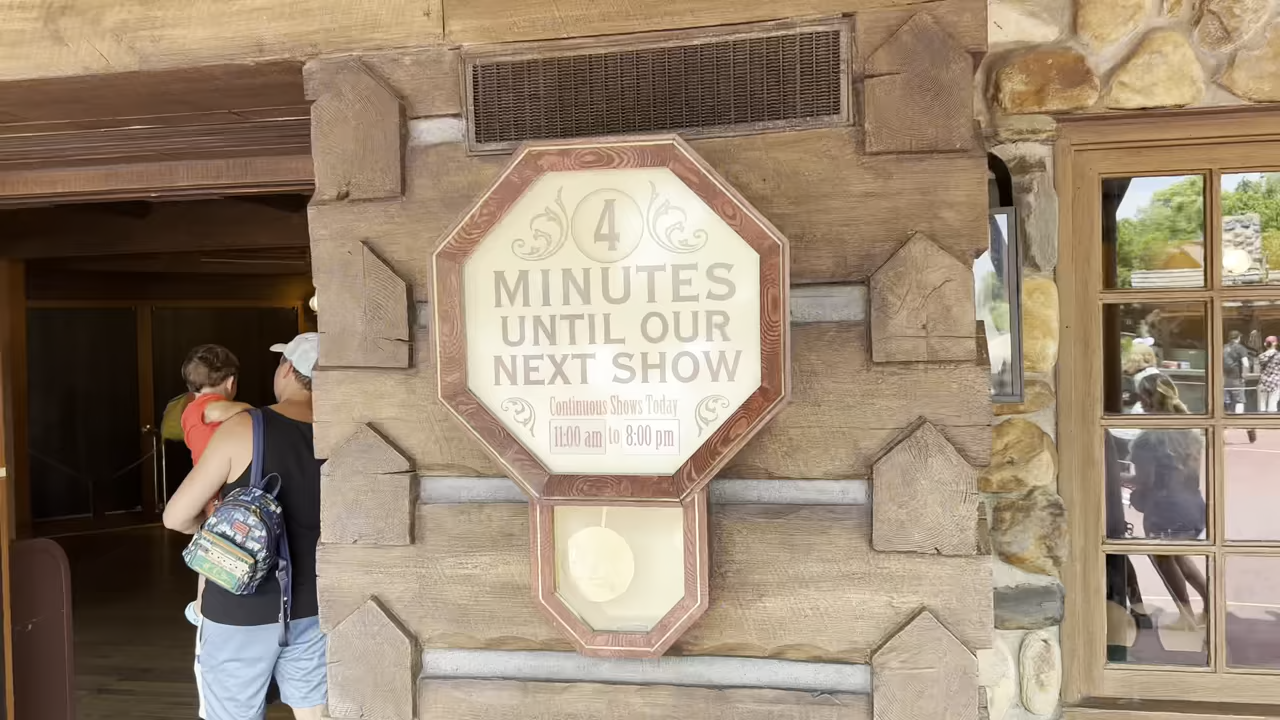 4
MINUTES
UNTIL OUR
NEXT SHOW
Continuous Shows Today
11:00 am to 8:00 pm